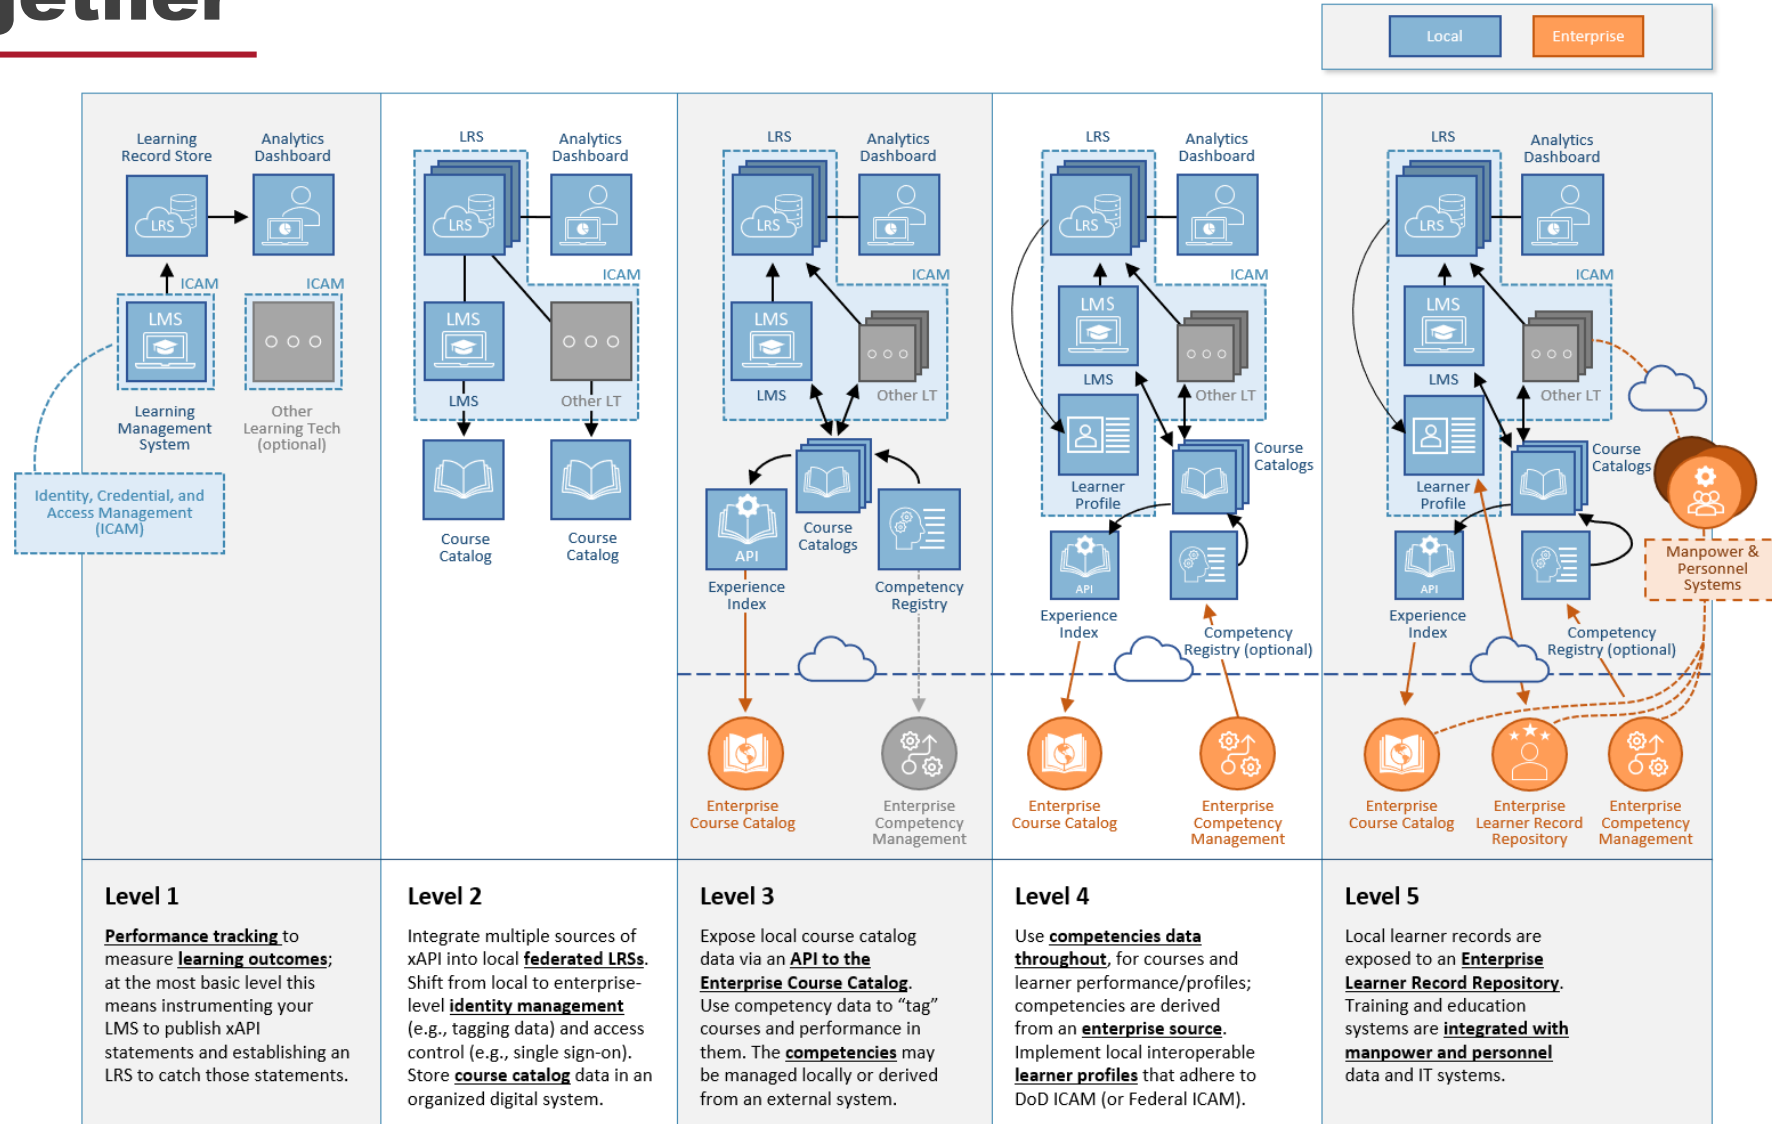 gether
Local
Enterprise
Learning
Record Store
Analytics
Dashboard
LRS
ICAM
ICAM
LMS
Learning
Management
System
Other
Learning Tech
(optional)
Identity, Credential, and
Access Management
(ICAM)
LRS
Analytics
Dashboard
LRS
ICAM
LMS
LMS
Other LT
Course
Catalog
Course
Catalog
LRS
Analytics
Dashboard
LRS
ICAM
LMS
LMS
Other LT
Course
Catalogs
API
Experience
Index
Competency
Registry
Enterprise
Course Catalog
Enterprise
Competency
Management
LRS
Analytics
Dashboard
LRS
ICAM
LMS
LMS
Other LT
Learner
Profile
Course
Catalogs
API
Experience
Index
Competency
Registry (optional)
Enterprise
Course Catalog
Enterprise
Competency
Management
LRS
Analytics
Dashboard
LRS
ICAM
LMS
LMS
Other LT
Learner
Profile
Course
Catalogs
API
Experience
Index
Competency
Registry (optional)
Manpower &
Personnel
Systems
Enterprise
Course Catalog
Enterprise
Learner Record
Repository
Enterprise
Competency
Management
Level 1
Performance tracking to
measure learning outcomes;
at the most basic level this
means instrumenting your
LMS to publish xAPI
statements and establishing an
LRS to catch those statements.
Level 2
Integrate multiple sources of
xAPI into local federated LRSs.
Shift from local to enterprise-
level identity management
(e.g., tagging data) and access
control (e.g., single sign-on).
Store course catalog data in an
organized digital system.
Level 3
Expose local course catalog
data via an API to the
Enterprise Course Catalog.
Use competency data to “tag”
courses and performance in
them. The competencies may
be managed locally or derived
from an external system.
Level 4
Use competencies data
throughout, for courses and
learner performance/profiles;
competencies are derived
from an enterprise source.
Implement local interoperable
learner profiles that adhere to
DoD ICAM (or Federal ICAM).
Level 5
Local learner records are
exposed to an Enterprise
Learner Record Repository.
Training and education
systems are integrated with
manpower and personnel
data and IT systems.